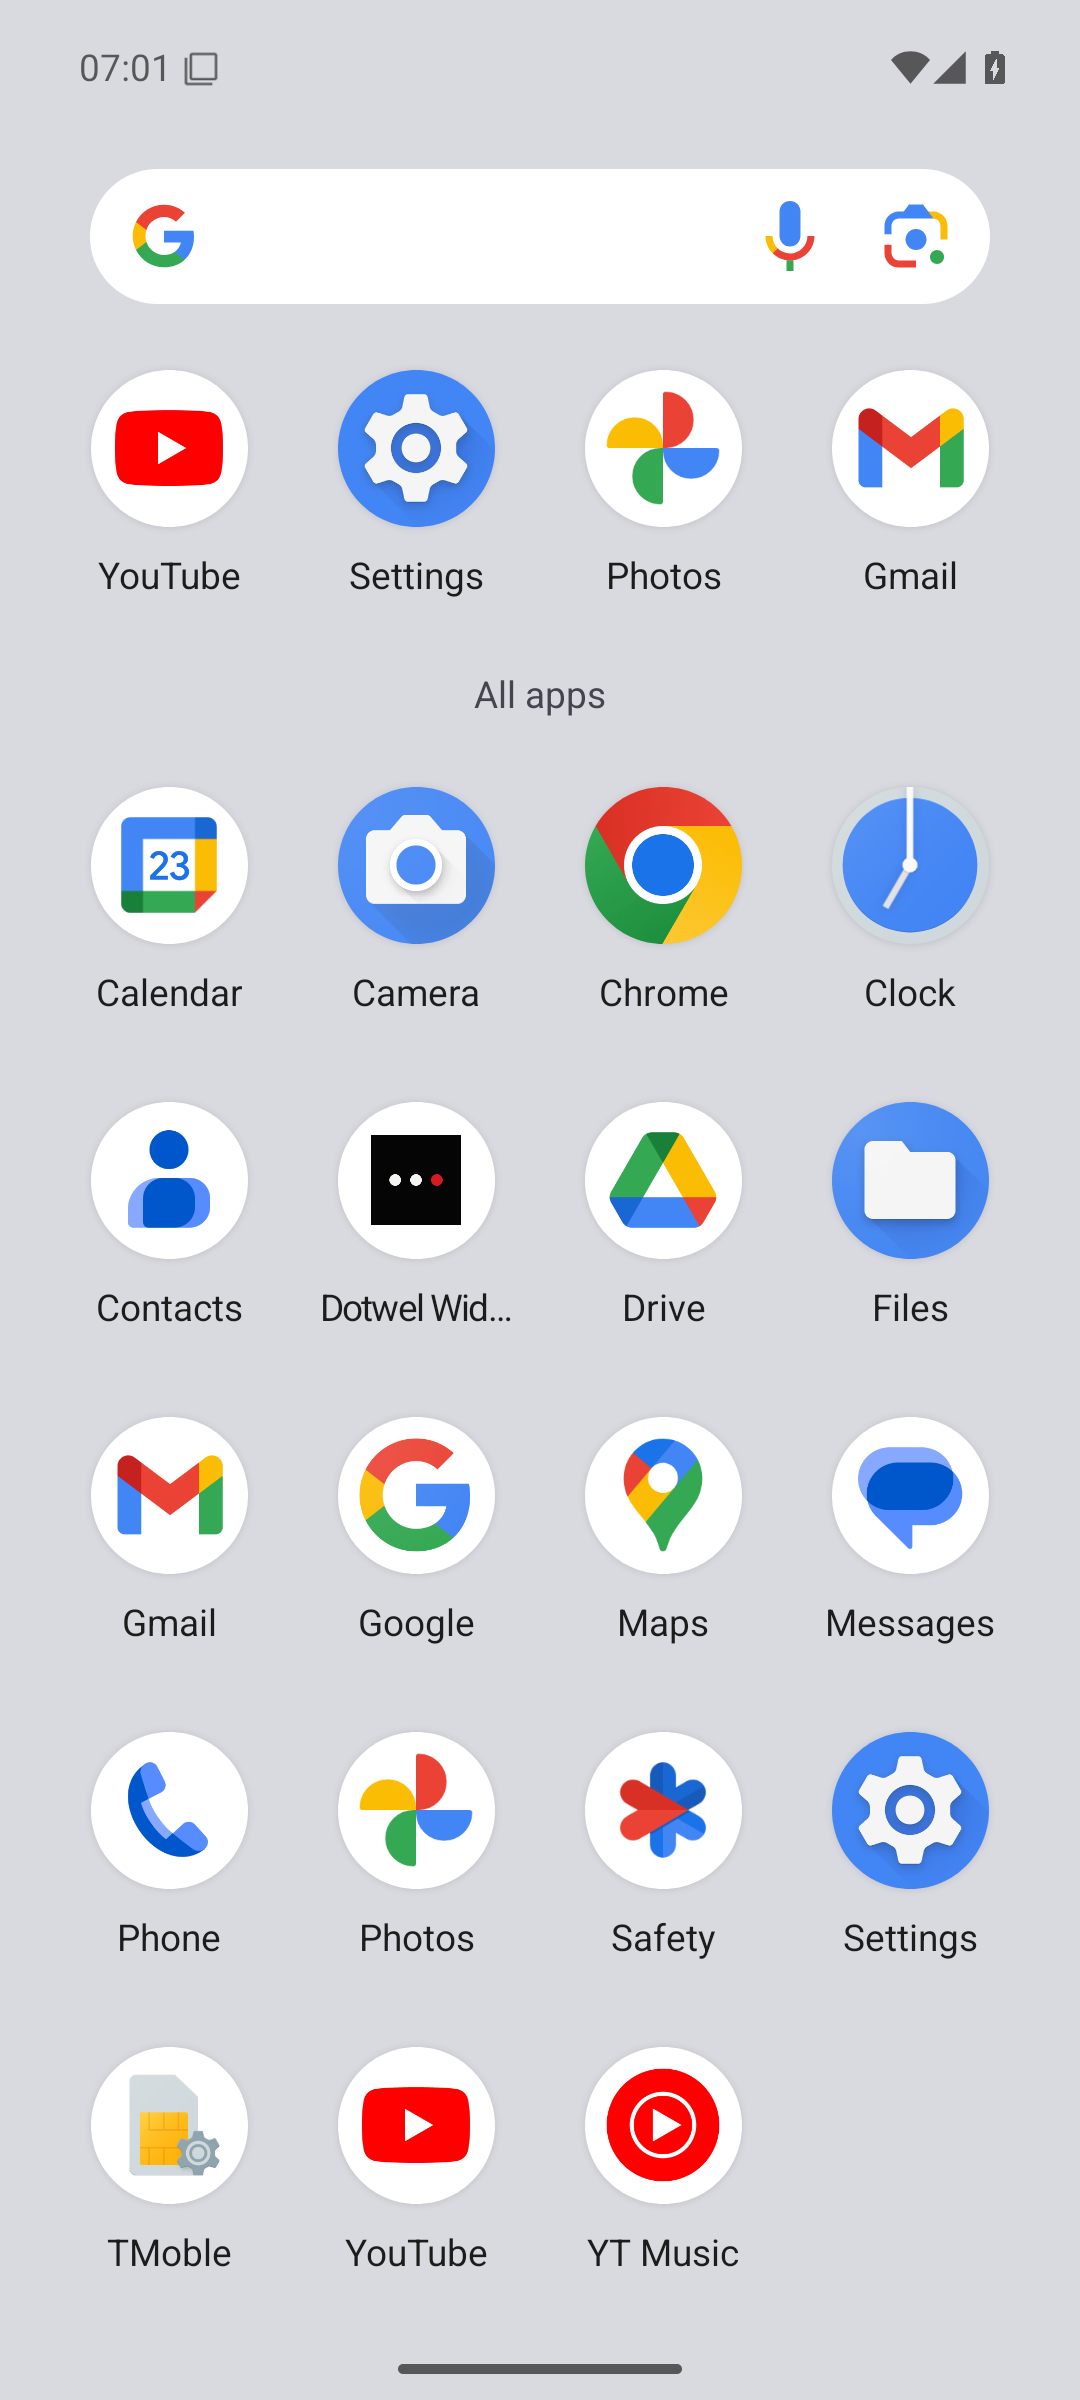 07:01
YouTube Settings Photos Gmail
All apps
23
Calendar Camera Chrome Clock
Contacts Dotwel Wid... Drive Files
Gmail Google Maps Messages
Phone Photos Safety Settings
TMoble YouTube YT Music